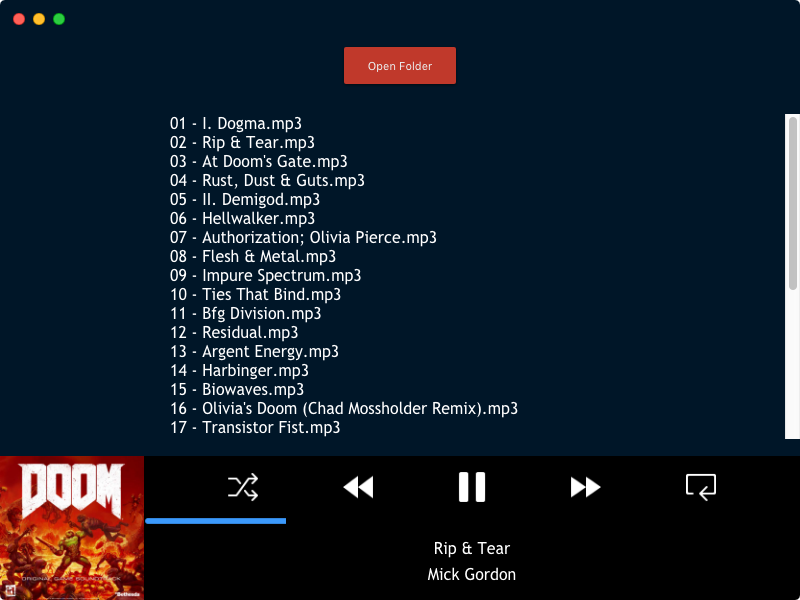 Open Folder
01 - I. Dogma.mp3
02 - Rip & Tear.mp3
03 - At Doom's Gate.mp3
04 - Rust, Dust & Guts.mp3
05 - II. Demigod.mp3
06 - Hellwalker.mp3
07 - Authorization; Olivia Pierce.mp3
08 - Flesh & Metal.mp3
09 - Impure Spectrum.mp3
10 - Ties That Bind.mp3
11 - Bfg Division.mp3
12 - Residual.mp3
13 - Argent Energy.mp3
14 - Harbinger.mp3
15 - Biowaves.mp3
16 - Olivia's Doom (Chad Mossholder Remix).mp3
17 - Transistor Fist.mp3
DOOM
ORIGINAL GAME SOUNDTRACK
Bethesda
Rip & Tear
Mick Gordon